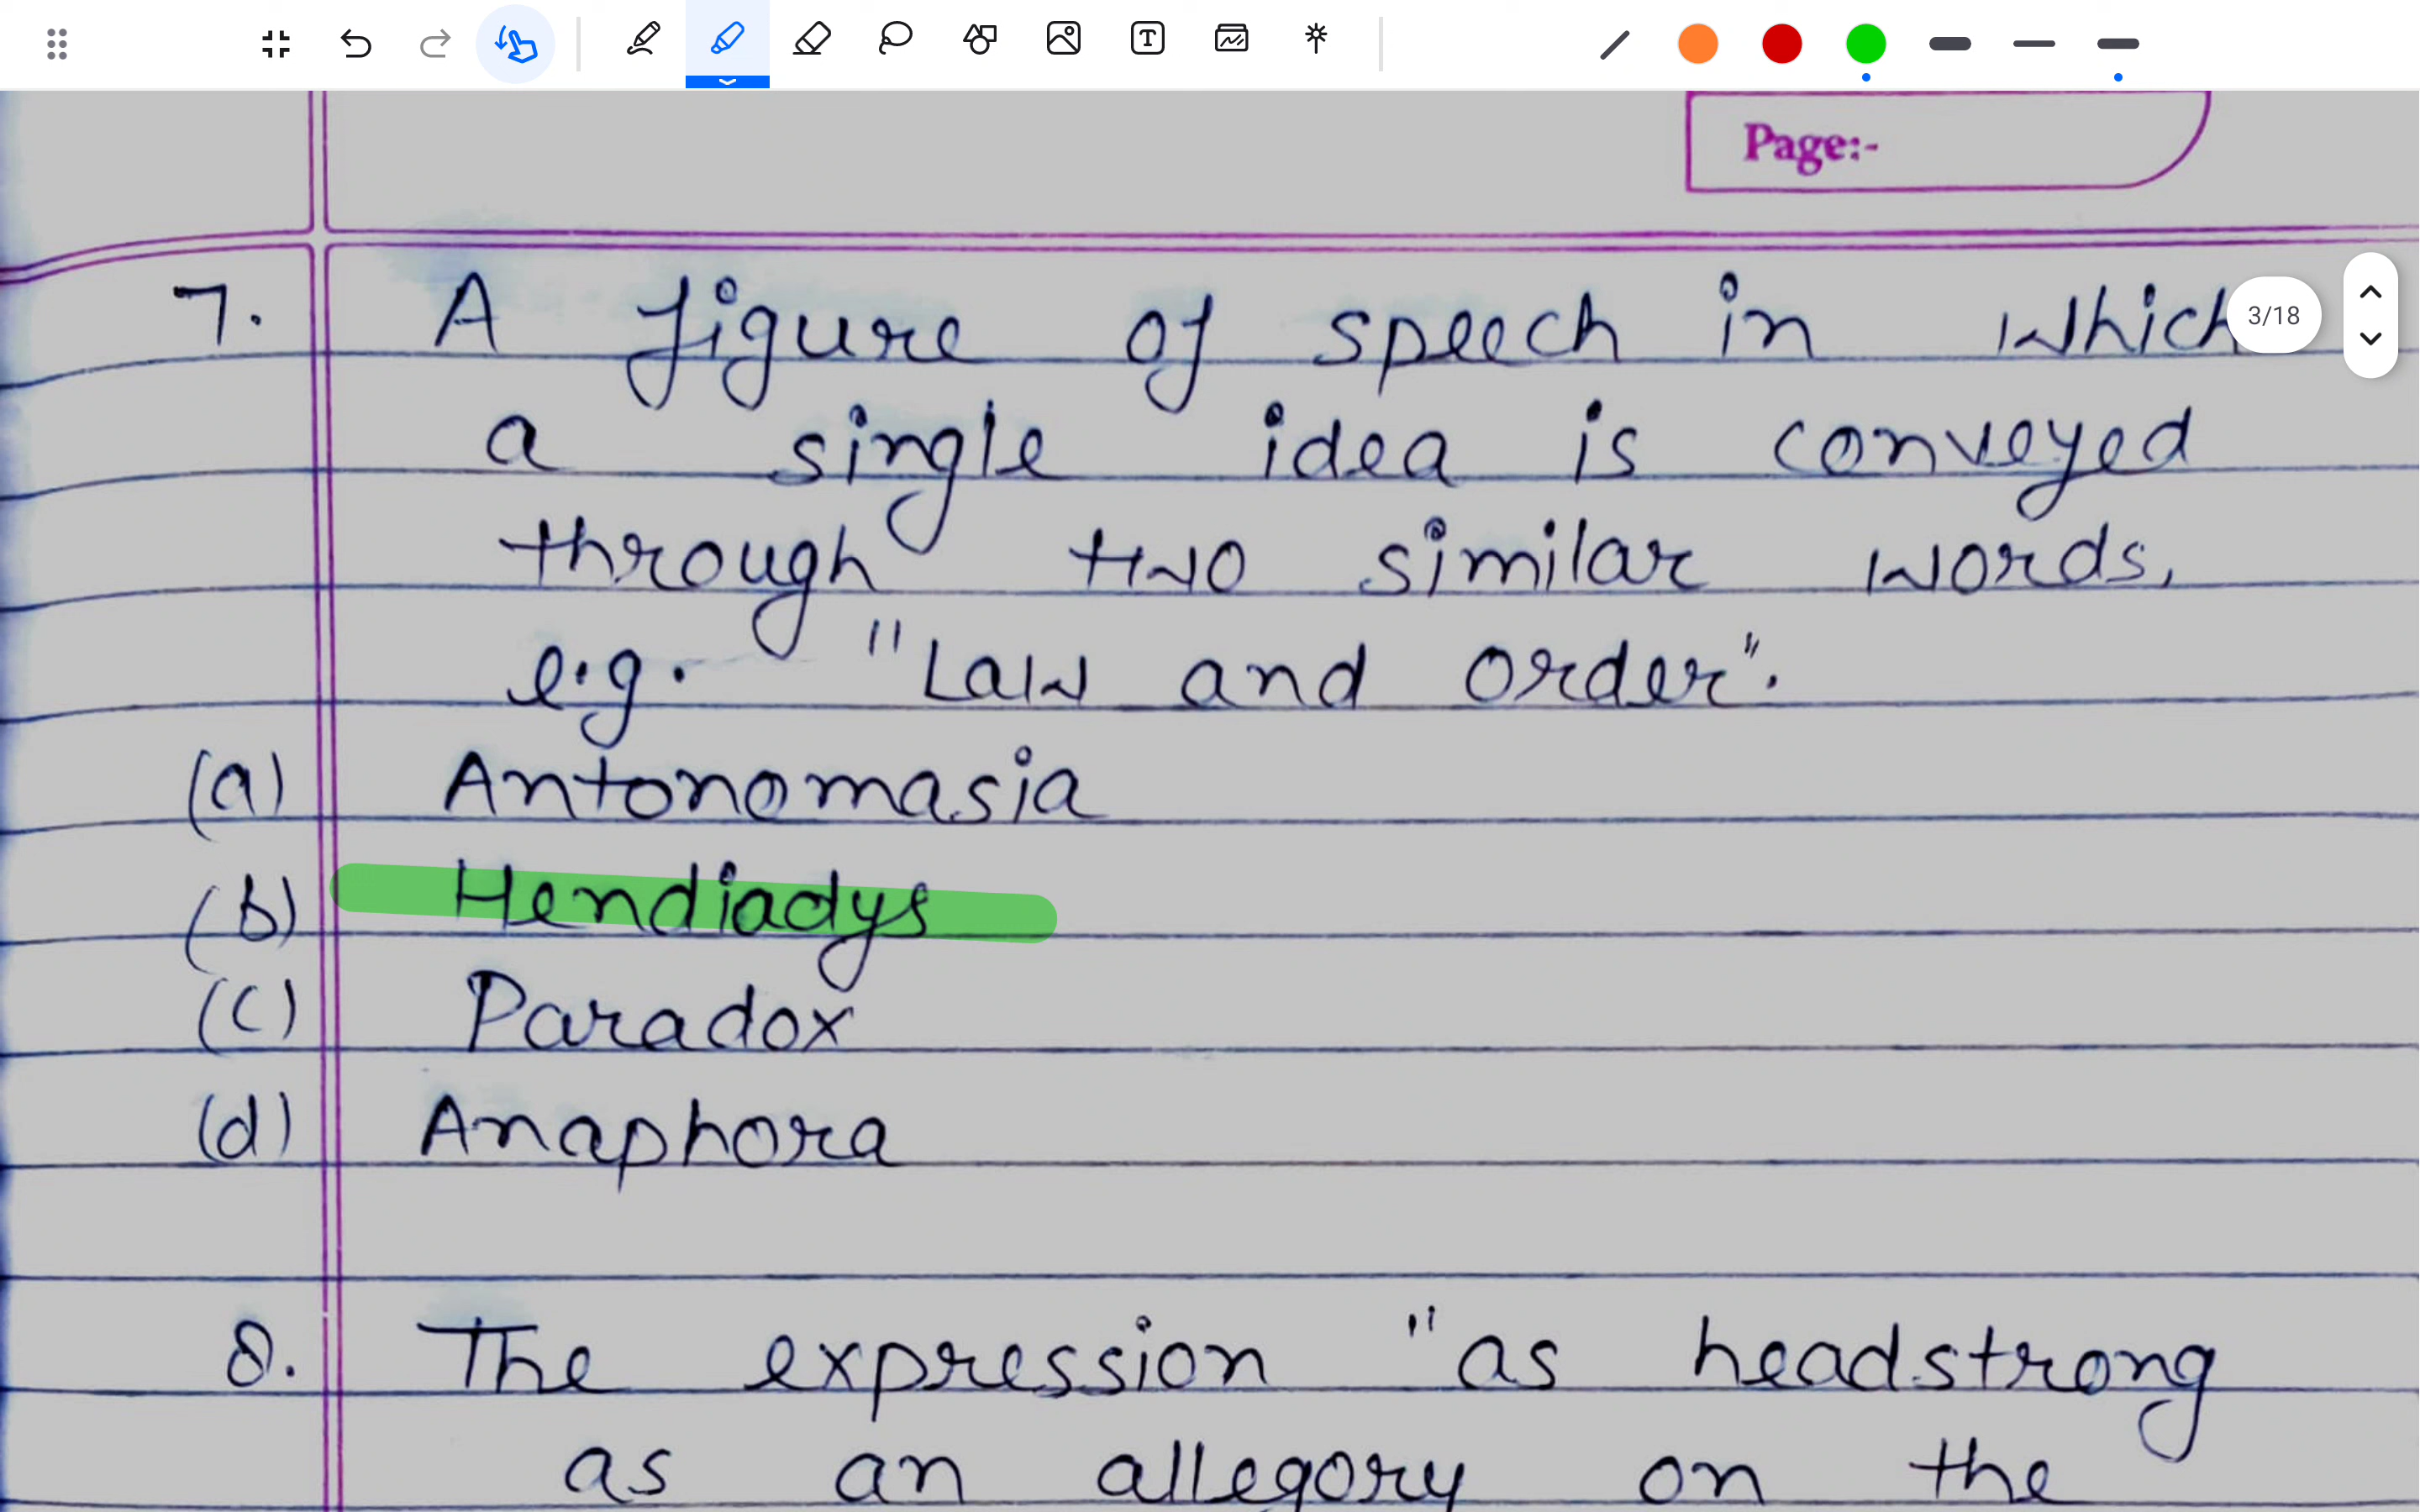 Page:-
7. A figure of speech in which
3/18
a single idea is conveyed
through two similar words,
e.g. "Law and order".
(a) Antonomasia
(b) Hendiadys
(c) Paradox
(d) Anaphora
8. The expression "as headstrong
as an allegory on the